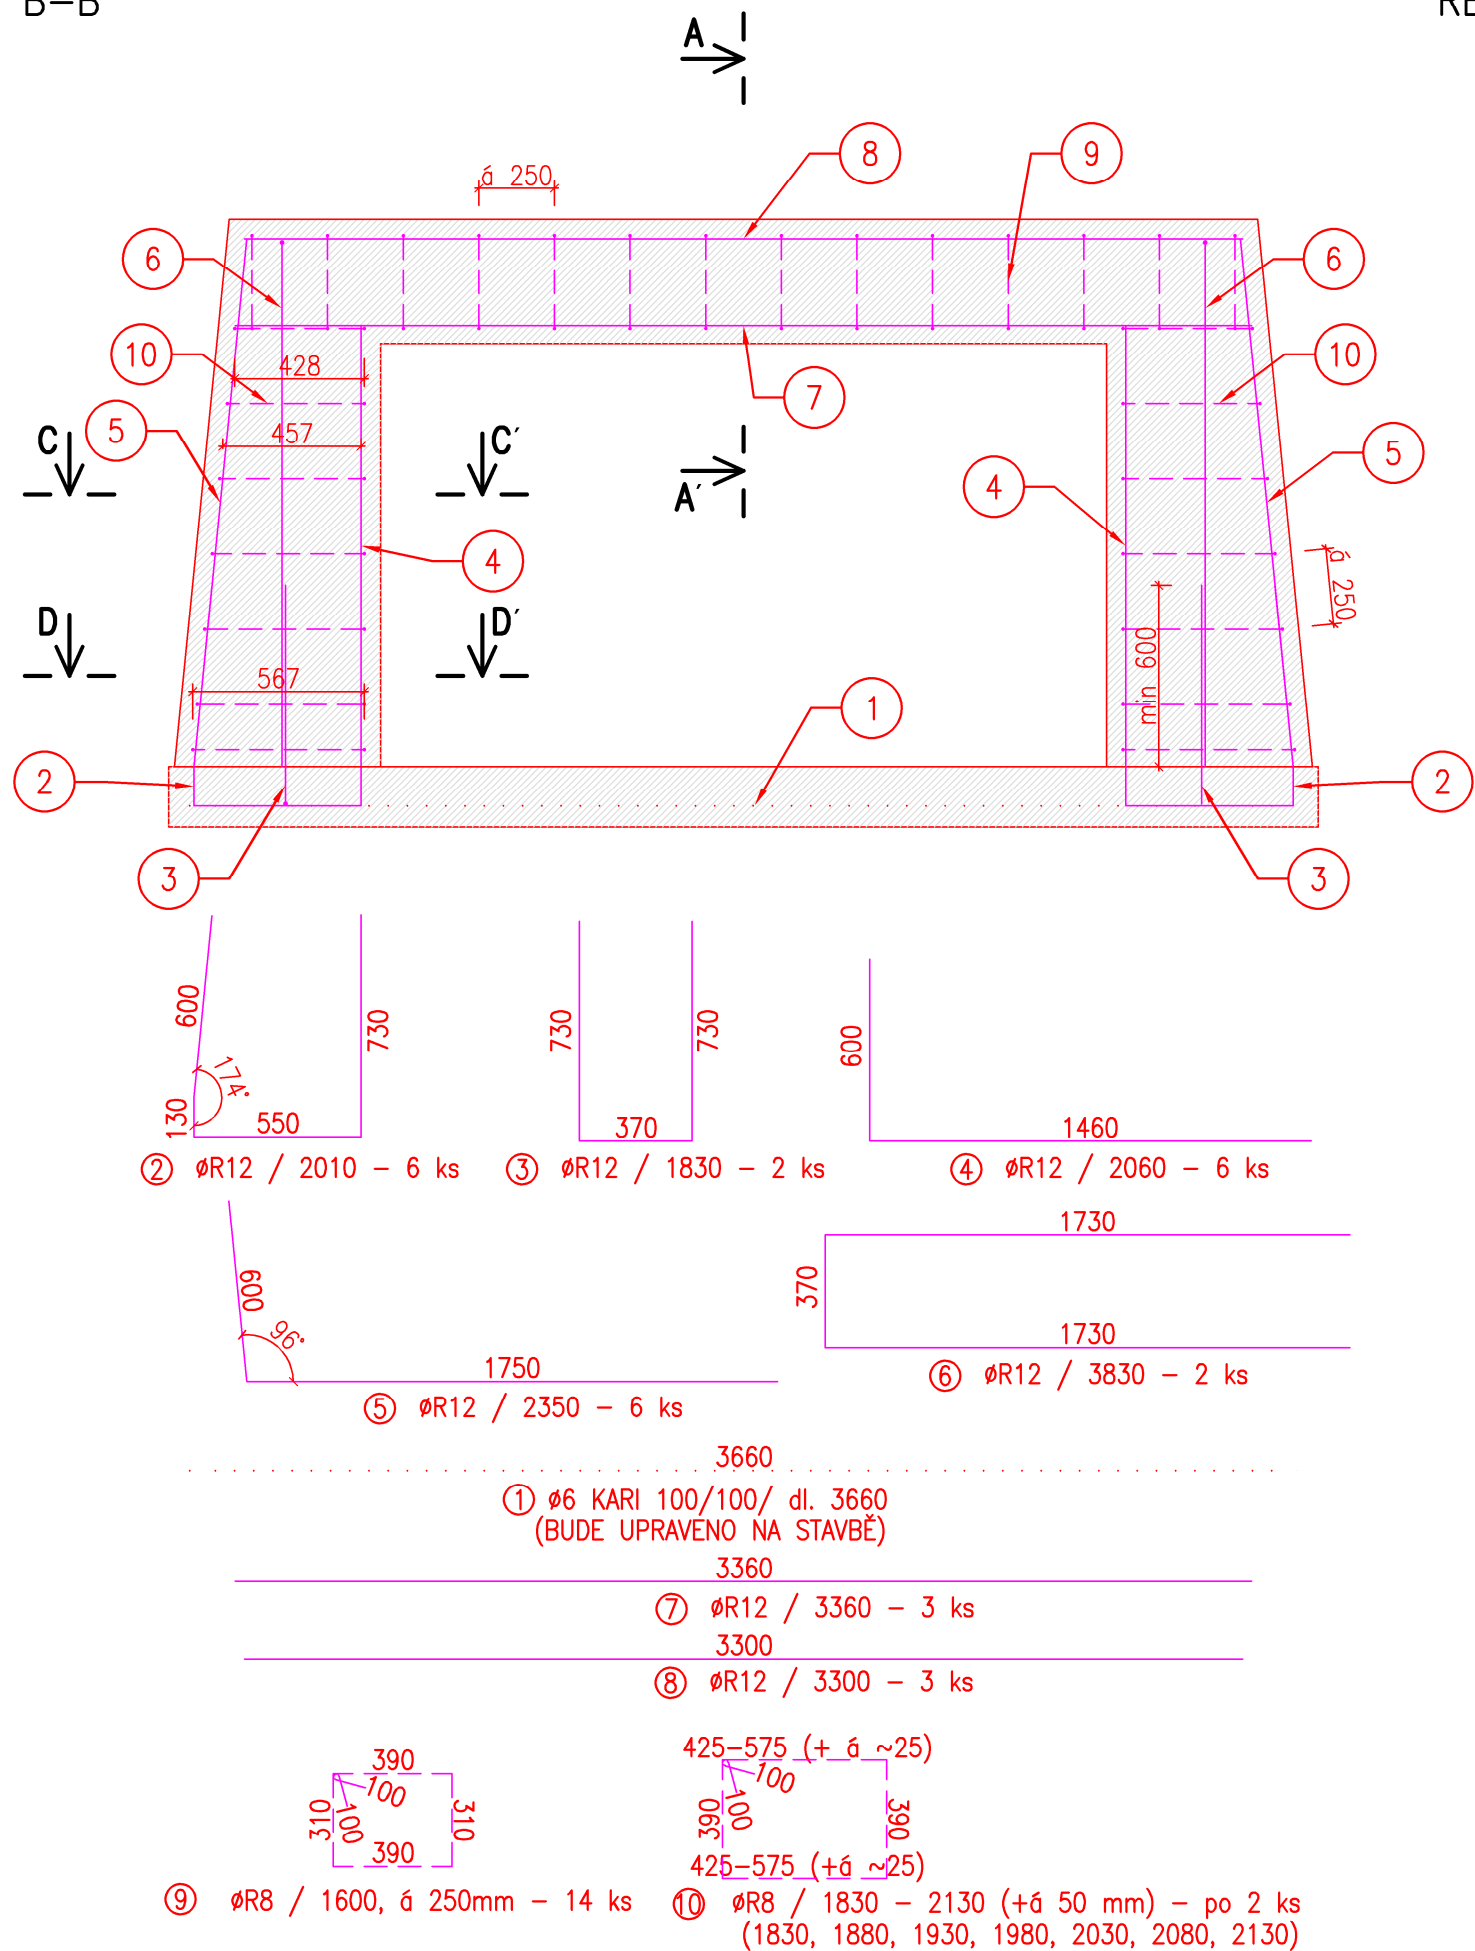 B-B
A
á 250
8
9
6
6
10
428
10
7
5
457
C
C´
A´
5
4
4
á 250
D
D´
min 600
567
1
2
2
3
3
600
174°
130
550
730
730
370
730
600
1460
② øR12 / 2010 - 6 ks
③ øR12 / 1830 - 2 ks
④ øR12 / 2060 - 6 ks
600
96°
1750
1730
370
1730
⑤ øR12 / 2350 - 6 ks
⑥ øR12 / 3830 - 2 ks
3660
① ø6 KARI 100/100/ dl. 3660
(BUDE UPRAVENO NA STAVBĚ)
3360
⑦ øR12 / 3360 - 3 ks
3300
⑧ øR12 / 3300 - 3 ks
390
100
100
310
310
390
425-575 (+ á ~25)
100
100
390
390
425-575 (+á ~25)
⑨ øR8 / 1600, á 250mm - 14 ks
⑩ øR8 / 1830 - 2130 (+á 50 mm) - po 2 ks
(1830, 1880, 1930, 1980, 2030, 2080, 2130)